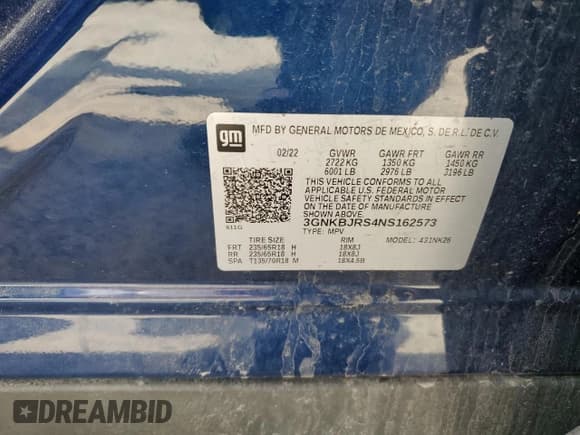 gm MFD BY GENERAL MOTORS DE MEXICO, S. DE R.L. DE C.V.
02/22 GVWR GAWR FRT GAWR RR
2722 KG 1350 KG 1450 KG
6001 LB 2976 LB 3196 LB
THIS VEHICLE CONFORMS TO ALL
APPLICABLE U.S. FEDERAL MOTOR
VEHICLE SAFETY STANDARDS IN EFFECT
ON THE DATE OF MANUFACTURE SHOWN ABOVE.
3GNKBJRS4NS162573
TYPE: MPV MODEL:
TIRE SIZE RIM
FRT 235/65R18 H 18X8J
RR 235/65R18 H 18X8J
SPA T135/70R18 M 18X4.5B
DREAMBID